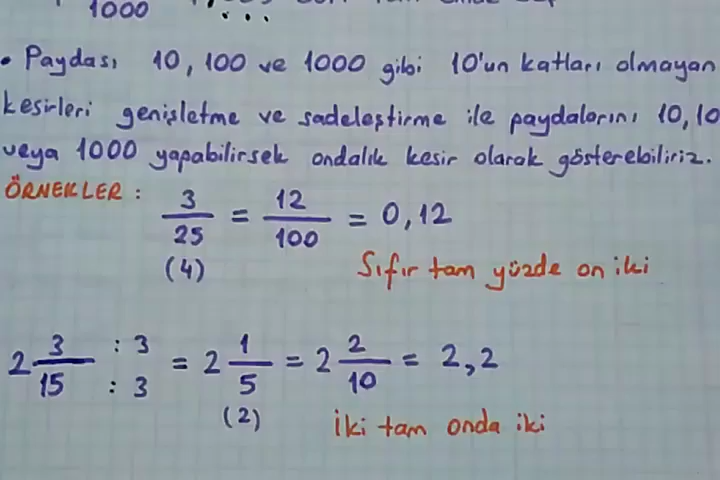 1000 ...
• Paydası 10, 100 ve 1000 gibi 10'un katları olmayan
kesirleri genişletme ve sadeleştirme ile paydalarını 10, 10
veya 1000 yapabilirsek ondalık kesir olarak gösterebiliriz.
ÖRNEKLER : 3/25 = 12/100 = 0,12
(4) Sıfır tam yüzde on iki
2 3/15 :3 :3 = 2 1/5 = 2 2/10 = 2,2
(2) İki tam onda iki